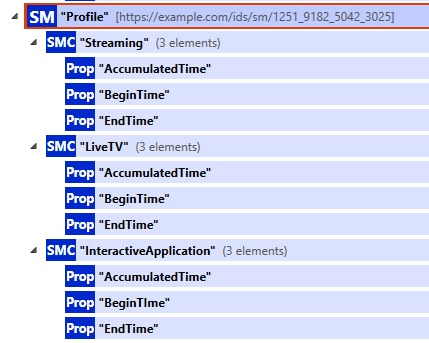 SM "Profile" [https://example.com/ids/sm/1251_9182_5042_3025]
SMC "Streaming" (3 elements)
Prop "AccumulatedTime"
Prop "BeginTime"
Prop "EndTime"
SMC "LiveTV" (3 elements)
Prop "AccumulatedTime"
Prop "BeginTime"
Prop "EndTime"
SMC "InteractiveApplication" (3 elements)
Prop "AccumulatedTime"
Prop "BeginTIme"
Prop "EndTime"